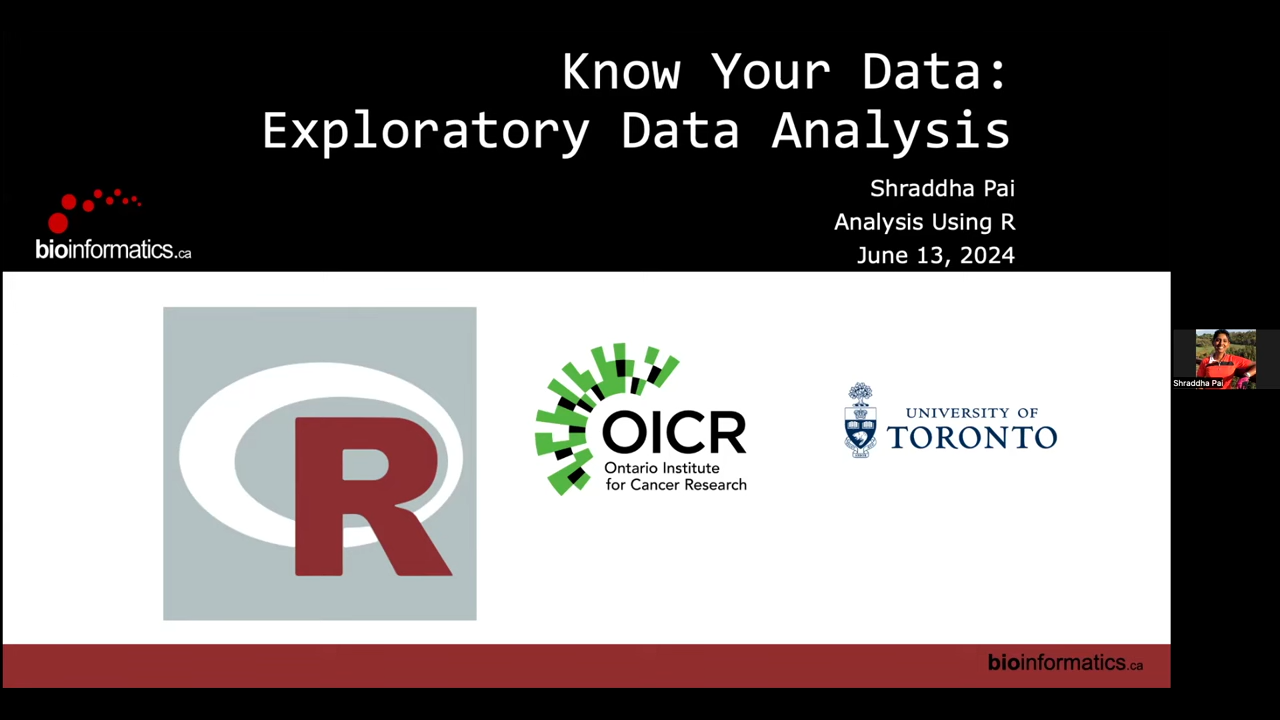 Know Your Data:
Exploratory Data Analysis
Shraddha Pai
Analysis Using R
June 13, 2024
bioinformatics.ca
R
OICR
Ontario Institute
for Cancer Research
UNIVERSITY OF
TORONTO
Shraddha Pai
bioinformatics.ca